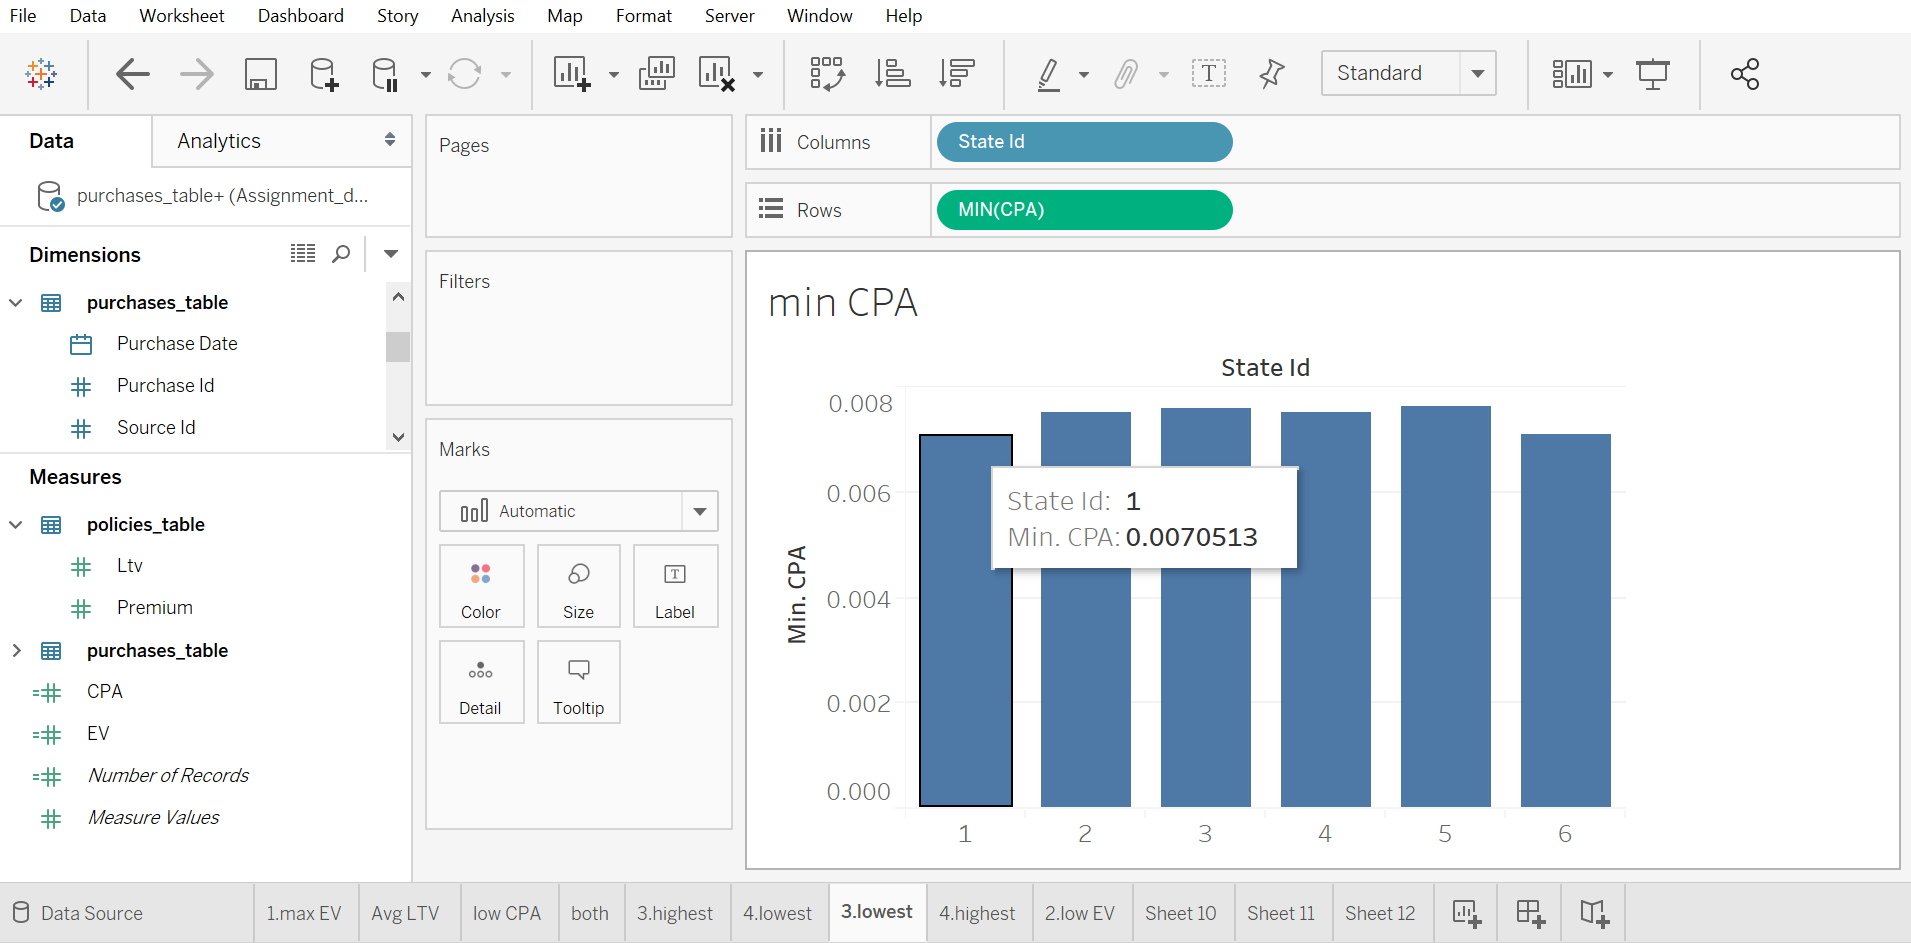 File Data Worksheet Dashboard Story Analysis Map Format Server Window Help
Standard
Data Analytics
purchases_table+ (Assignment_d...
Dimensions
purchases_table
Purchase Date
Purchase Id
Source Id
Measures
policies_table
Ltv
Premium
purchases_table
CPA
EV
Number of Records
Measure Values
Pages
Filters
Marks
Automatic
Color Size T Label
Detail Tooltip
Columns State Id
Rows MIN(CPA)
min CPA
State Id
0.008
0.006
0.004
0.002
0.000
Min. CPA
State Id: 1
Min. CPA: 0.0070513
1 2 3 4 5 6
Data Source 1.max EV Avg LTV low CPA both 3.highest 4.lowest 3.lowest 4.highest 2.low EV Sheet 10 Sheet 11 Sheet 12